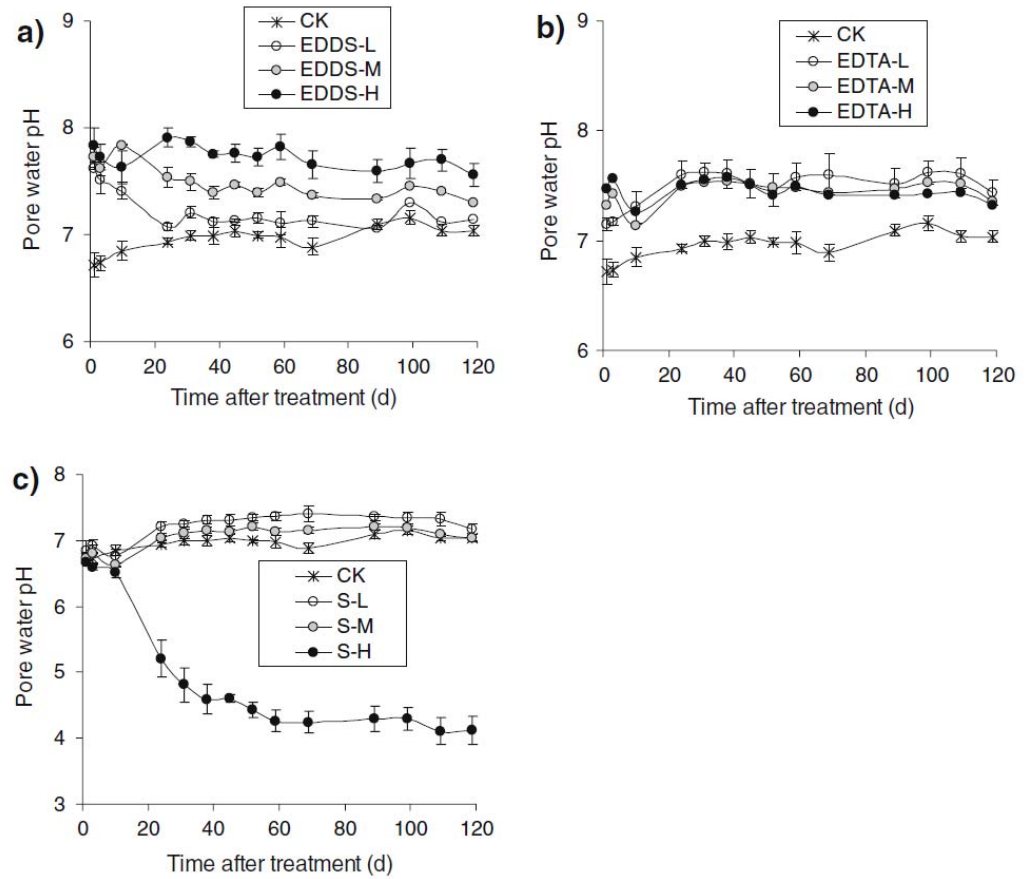 a)
9
8
7
6
Pore water pH
CK
EDDS-L
EDDS-M
EDDS-H
0 20 40 60 80 100 120
Time after treatment (d)
b)
9
8
7
6
Pore water pH
CK
EDTA-L
EDTA-M
EDTA-H
0 20 40 60 80 100 120
Time after treatment (d)
c)
8
7
6
5
4
3
Pore water pH
CK
S-L
S-M
S-H
0 20 40 60 80 100 120
Time after treatment (d)